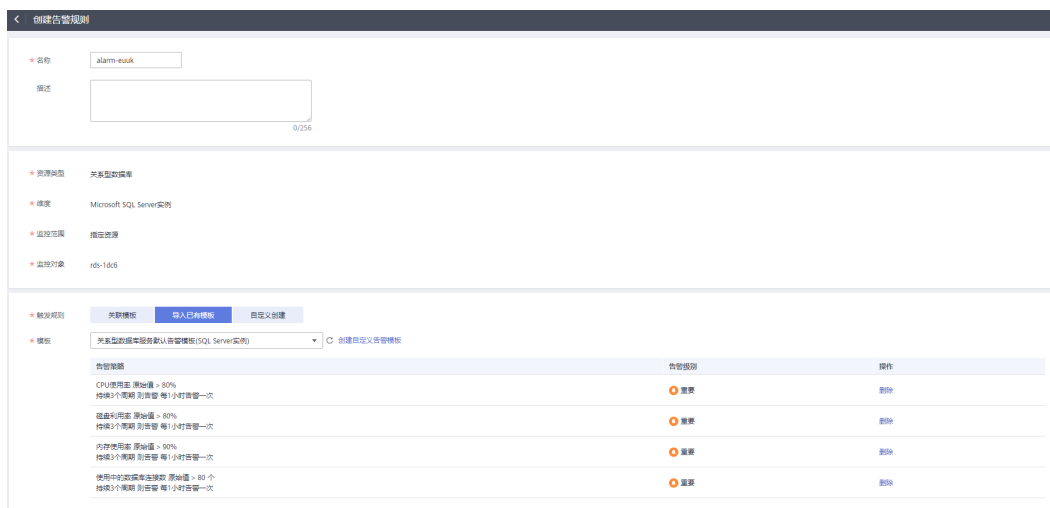 创建告警规则
* 名称 alarm-euuk
描述
0/256
* 资源类型 关系型数据库
* 维度 Microsoft SQL Server实例
* 监控范围 指定资源
* 监控对象 rds-1dc6
* 触发规则 关联模板 导入已有模板 自定义创建
* 模板 关系型数据库服务默认告警模板(SQL Server实例) 创建自定义告警模板
告警策略 告警级别 操作
CPU使用率 原始值 > 80%
持续3个周期 则告警 每1小时告警一次
重要 删除
磁盘利用率 原始值 > 80%
持续3个周期 则告警 每1小时告警一次
重要 删除
内存使用率 原始值 > 90%
持续3个周期 则告警 每1小时告警一次
重要 删除
使用中的数据库连接数 原始值 > 80 个
持续3个周期 则告警 每1小时告警一次
重要 删除